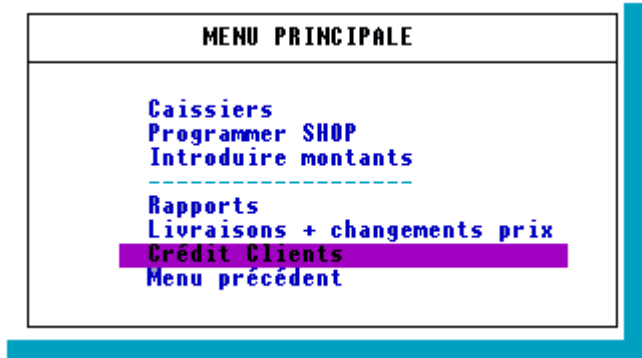 MENU PRINCIPALE
Caissiers
Programmer SHOP
Introduire montants
-------------------
Rapports
Livraisons + changements prix
Crédit Clients
Menu précédent